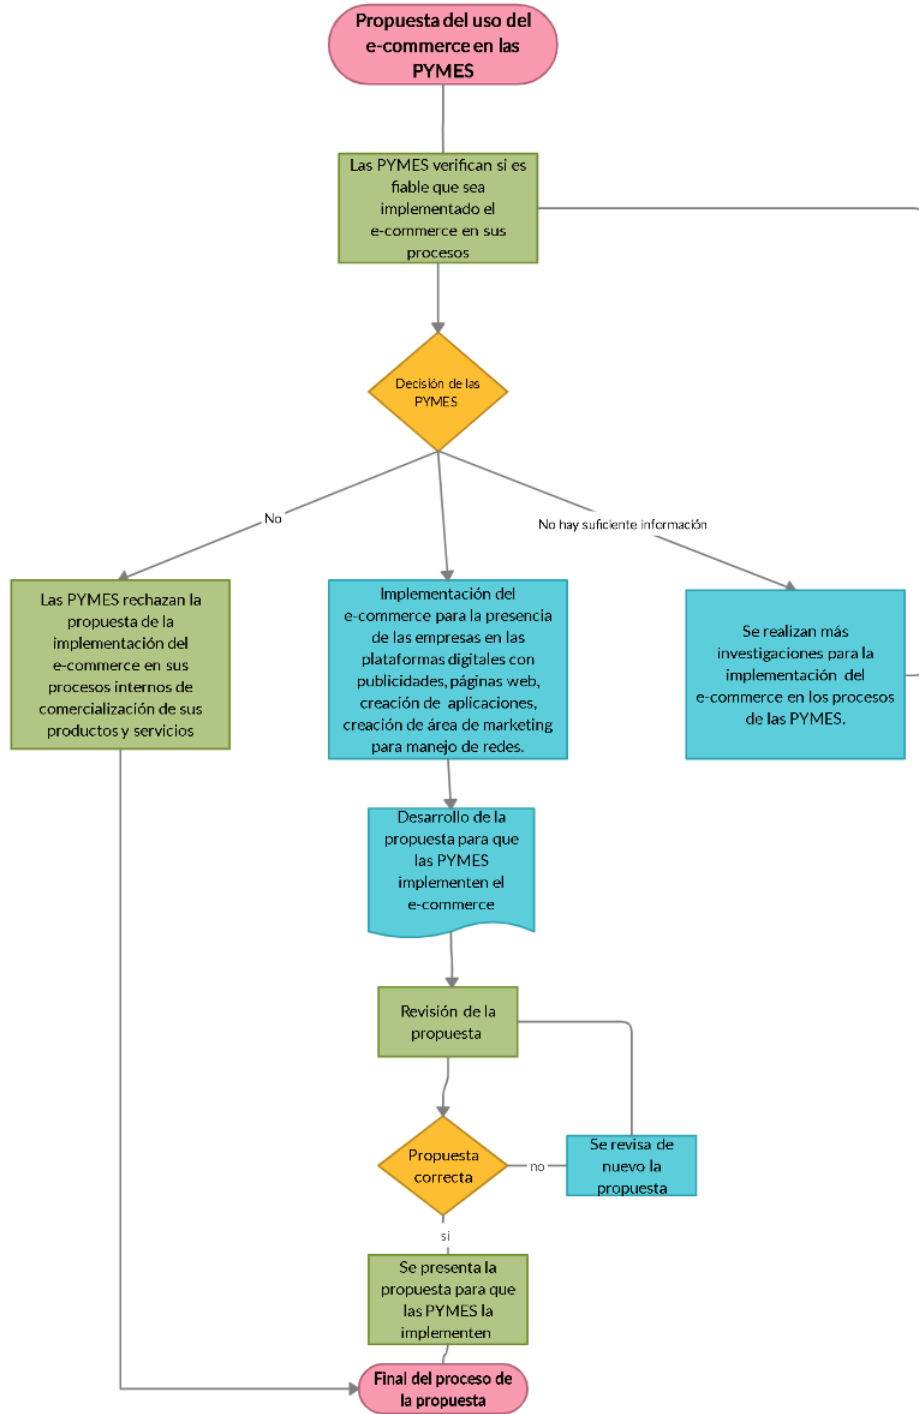 Propuesta del uso del
e-commerce en las
PYMES
Las PYMES verifican si es
fiable que sea
implementado el
e-commerce en sus
procesos
Decisión de las
PYMES
No
No hay suficiente información
Las PYMES rechazan la
propuesta de la
implementación del
e-commerce en sus
procesos internos de
comercialización de sus
productos y servicios
Implementación del
e-commerce para la presencia
de las empresas en las
plataformas digitales con
publicidades, páginas web,
creación de aplicaciones,
creación de área de marketing
para manejo de redes.
Se realizan más
investigaciones para la
implementación del
e-commerce en los procesos
de las PYMES.
Desarrollo de la
propuesta para que
las PYMES
implementen el
e-commerce
Revisión de la
propuesta
Propuesta
correcta
no
Se revisa de
nuevo la
propuesta
si
Se presenta la
propuesta para que
las PYMES la
implementen
Final del proceso de
la propuesta